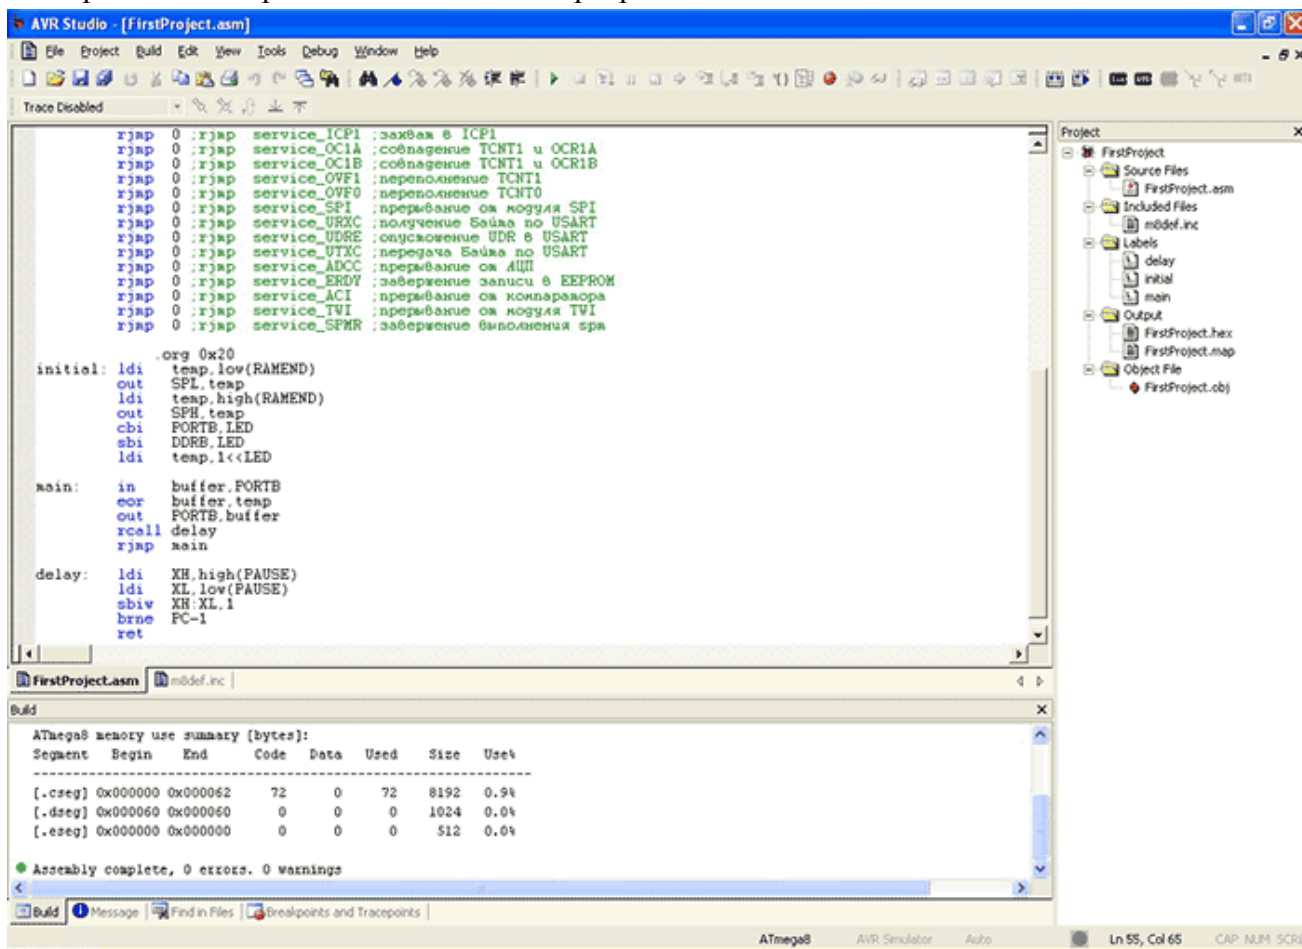 AVR Studio - [FirstProject.asm]
File Project Build Edit View Tools Debug Window Help
Trace Disabled
rjmp 0 ;rjmp service_ICP1 ;захват в ICP1
rjmp 0 ;rjmp service_OC1A ;совпадение TCNT1 и OCR1A
rjmp 0 ;rjmp service_OC1B ;совпадение TCNT1 и OCR1B
rjmp 0 ;rjmp service_OVF1 ;переполнение TCNT1
rjmp 0 ;rjmp service_OVF0 ;переполнение TCNT0
rjmp 0 ;rjmp service_SPI ;прерывание от модуля SPI
rjmp 0 ;rjmp service_URXC ;получение байта по USART
rjmp 0 ;rjmp service_UDRE ;опустошение UDR в USART
rjmp 0 ;rjmp service_UTXC ;передача байта по USART
rjmp 0 ;rjmp service_ADCC ;прерывание от АЦП
rjmp 0 ;rjmp service_ERDY ;завершение записи в EEPROM
rjmp 0 ;rjmp service_ACI ;прерывание от компаратора
rjmp 0 ;rjmp service_TWI ;прерывание от модуля TWI
rjmp 0 ;rjmp service_SPMR ;завершение выполнения spm
.org 0x20
initial: ldi temp,low(RAMEND)
out SPL,temp
ldi temp,high(RAMEND)
out SPH,temp
cbi PORTB,LED
sbi DDRB,LED
ldi temp,1<<LED
main: in buffer,PORTB
eor buffer,temp
out PORTB,buffer
rcall delay
rjmp main
delay: ldi XH,high(PAUSE)
ldi XL,low(PAUSE)
sbiw XH:XL,1
brne PC-1
ret
FirstProject.asm m8def.inc
Project
FirstProject
Source Files
FirstProject.asm
Included Files
m8def.inc
Labels
delay
initial
main
Output
FirstProject.hex
FirstProject.map
Object File
FirstProject.obj
Build
ATmega8 memory use summary [bytes]:
Segment Begin End Code Data Used Size Use%
---------------------------------------------------------------
[.cseg] 0x000000 0x000062 72 0 72 8192 0.9%
[.dseg] 0x000060 0x000060 0 0 0 1024 0.0%
[.eseg] 0x000000 0x000000 0 0 0 512 0.0%
Assembly complete, 0 errors. 0 warnings
Build Message Find in Files Breakpoints and Tracepoints
ATmega8 AVR Simulator Auto Ln 55, Col 65 CAP NUM SCRL